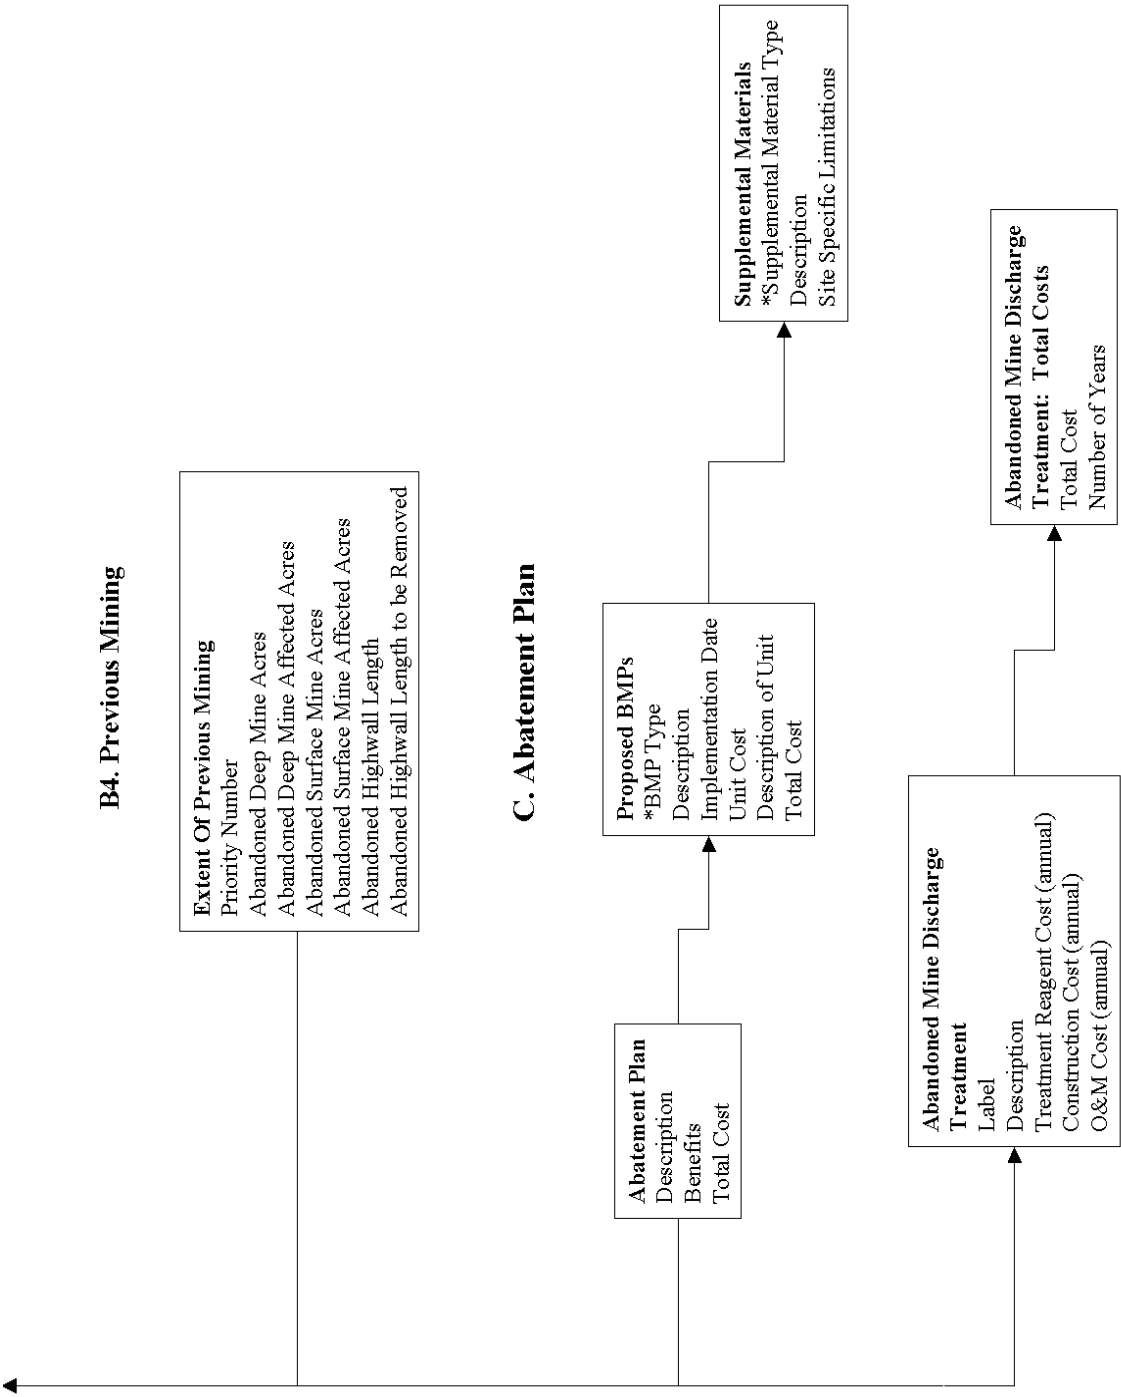 B4. Previous Mining
Extent Of Previous Mining
Priority Number
Abandoned Deep Mine Acres
Abandoned Deep Mine Affected Acres
Abandoned Surface Mine Acres
Abandoned Surface Mine Affected Acres
Abandoned Highwall Length
Abandoned Highwall Length to be Removed
C. Abatement Plan
Abatement Plan
Description
Benefits
Total Cost
Proposed BMPs
*BMP Type
Description
Implementation Date
Unit Cost
Description of Unit
Total Cost
Supplemental Materials
*Supplemental Material Type
Description
Site Specific Limitations
Abandoned Mine Discharge
Treatment
Label
Description
Treatment Reagent Cost (annual)
Construction Cost (annual)
O&M Cost (annual)
Abandoned Mine Discharge
Treatment: Total Costs
Total Cost
Number of Years